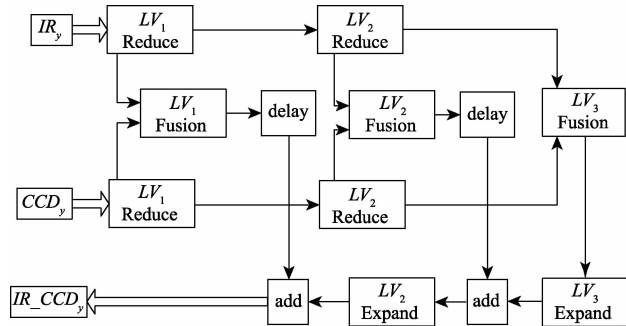 IR_y
LV_1
Reduce
LV_2
Reduce
LV_1
Fusion
delay
LV_2
Fusion
delay
LV_3
Fusion
CCD_y
LV_1
Reduce
LV_2
Reduce
IR_CCD_y
add
LV_2
Expand
add
LV_3
Expand